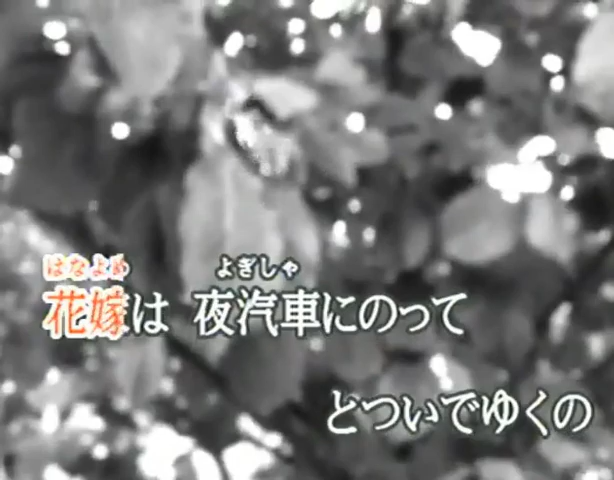 はなよめ よぎしゃ
花嫁は 夜汽車にのって
とついでゆくの